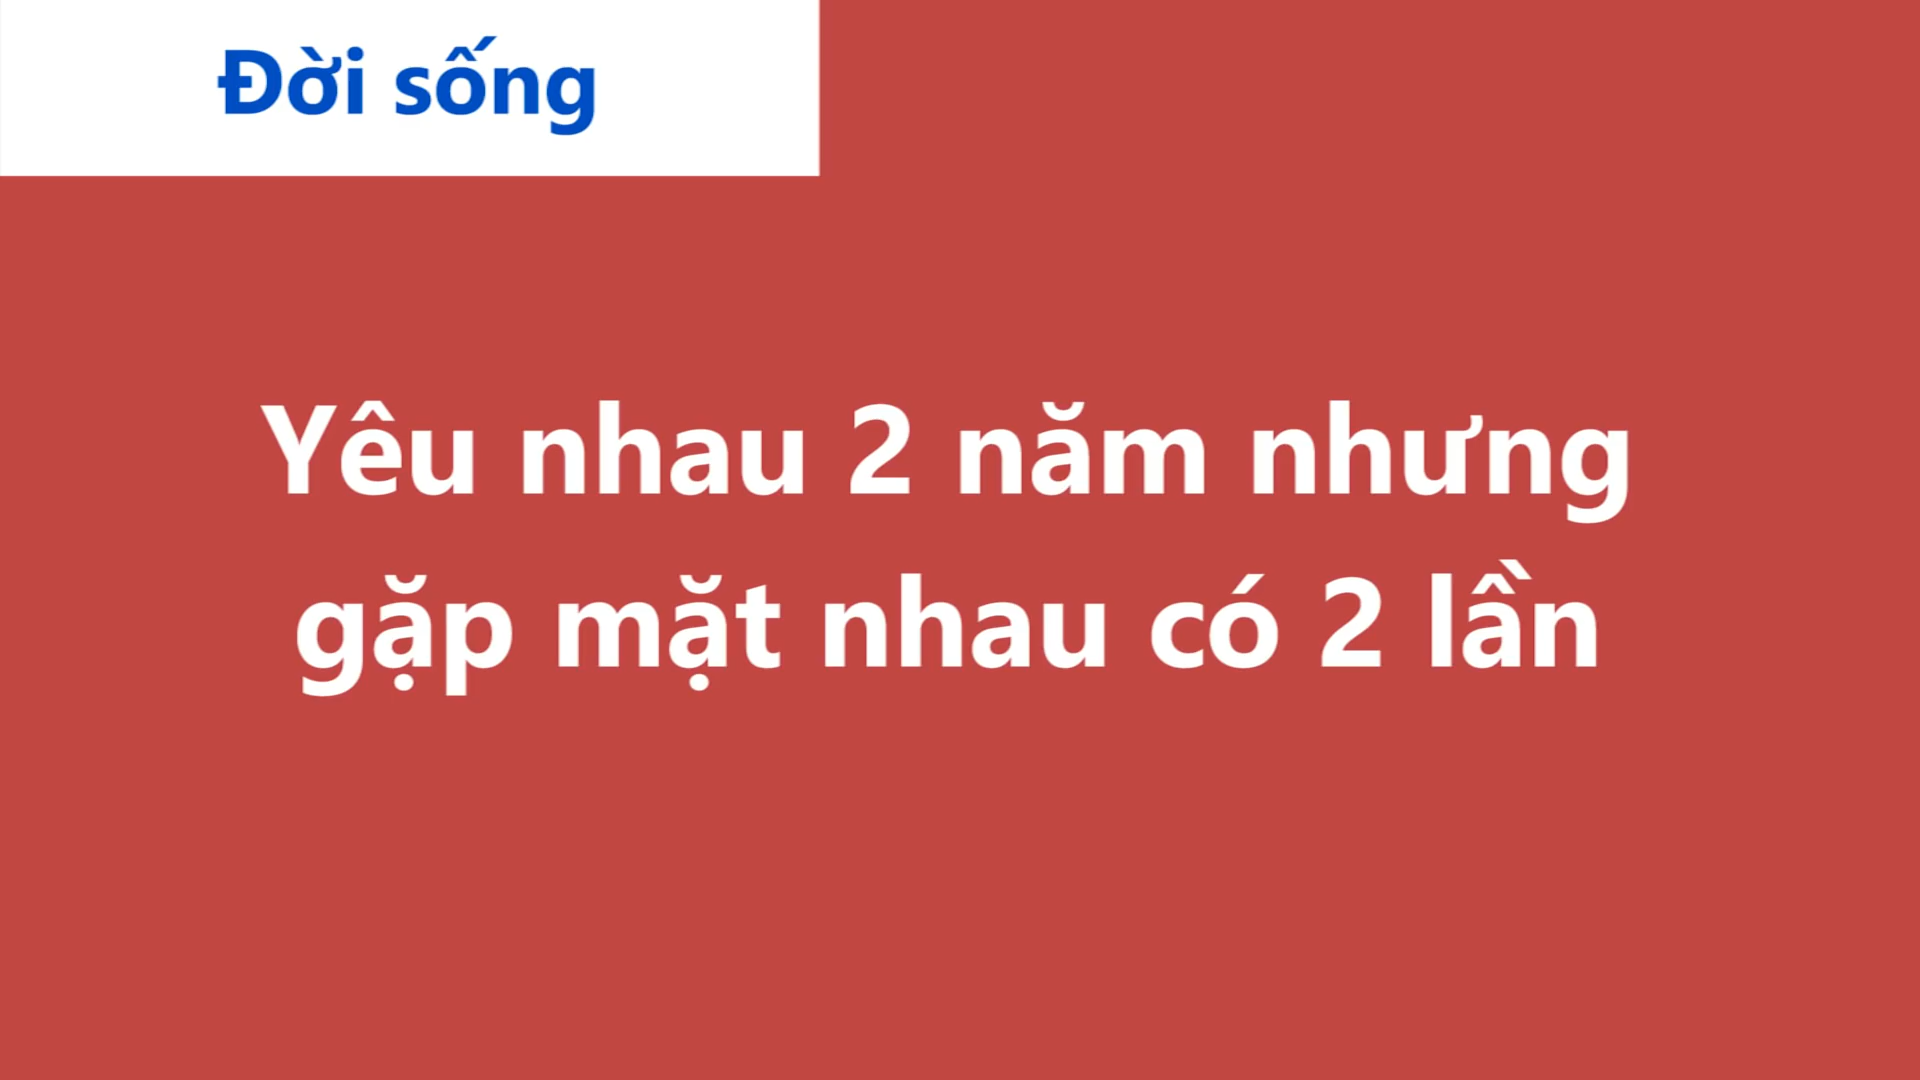 Đời sống
Yêu nhau 2 năm nhưng
gặp mặt nhau có 2 lần